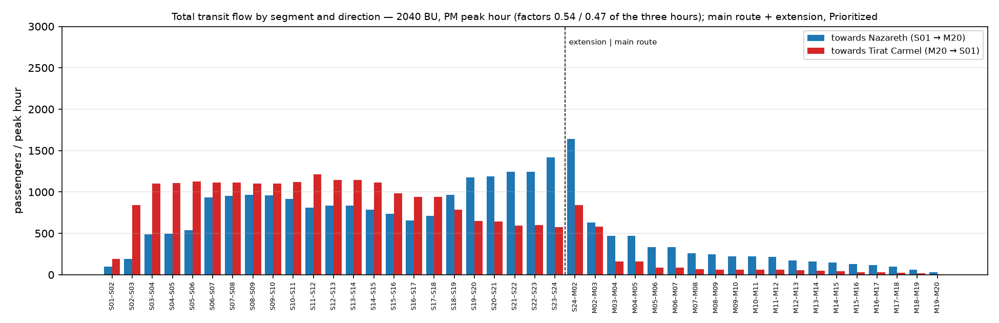 Total transit flow by segment and direction — 2040 BU, PM peak hour (factors 0.54 / 0.47 of the three hours); main route + extension, Prioritized
3000
2500
2000
1500
1000
500
0
passengers / peak hour
extension | main route
towards Nazareth (S01 → M20)
towards Tirat Carmel (M20 → S01)
S01–S02
S02–S03
S03–S04
S04–S05
S05–S06
S06–S07
S07–S08
S08–S09
S09–S10
S10–S11
S11–S12
S12–S13
S13–S14
S14–S15
S15–S16
S16–S17
S17–S18
S18–S19
S19–S20
S20–S21
S21–S22
S22–S23
S23–S24
S24–M02
M02–M03
M03–M04
M04–M05
M05–M06
M06–M07
M07–M08
M08–M09
M09–M10
M10–M11
M11–M12
M12–M13
M13–M14
M14–M15
M15–M16
M16–M17
M17–M18
M18–M19
M19–M20